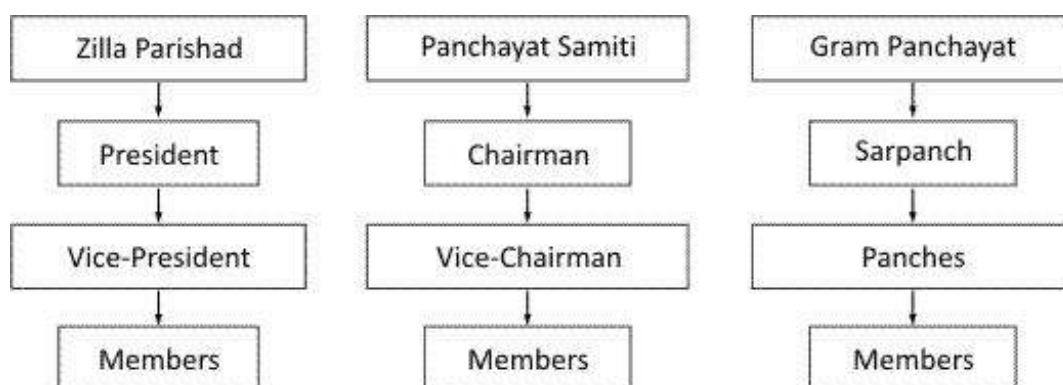 Zilla Parishad
Panchayat Samiti
Gram Panchayat
President
Chairman
Sarpanch
Vice-President
Vice-Chairman
Panches
Members
Members
Members